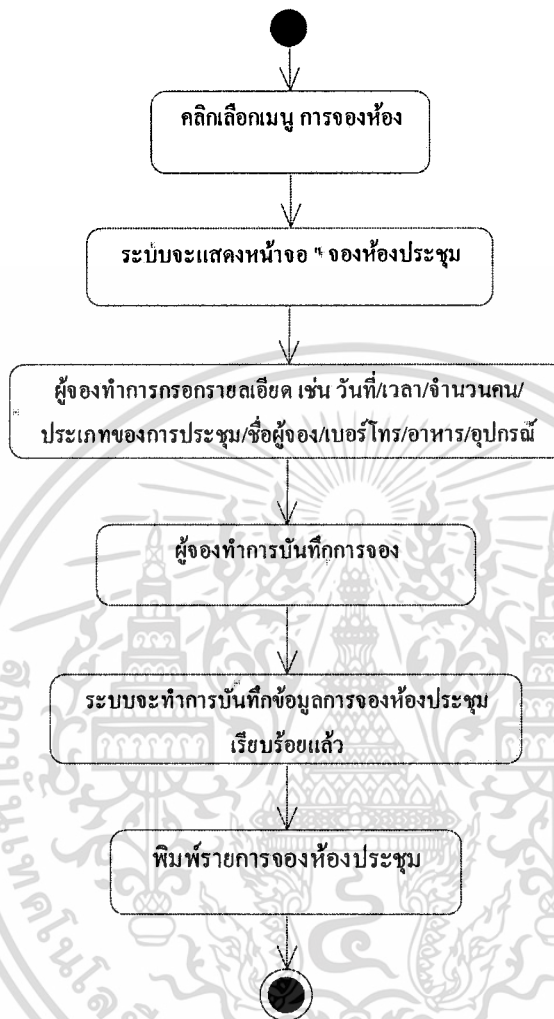 คลิกเลือกเมนู การจองห้อง
ระบบจะแสดงหน้าจอ " จองห้องประชุม
ผู้จองทำการกรอกรายละเอียด เช่น วันที่/เวลา/จำนวนคน/
ประเภทของการประชุม/ชื่อผู้จอง/เบอร์โทร/อาหาร/อุปกรณ์
ผู้จองทำการบันทึกการจอง
ระบบจะทำการบันทึกข้อมูลการจองห้องประชุม
เรียบร้อยแล้ว
พิมพ์รายการจองห้องประชุม